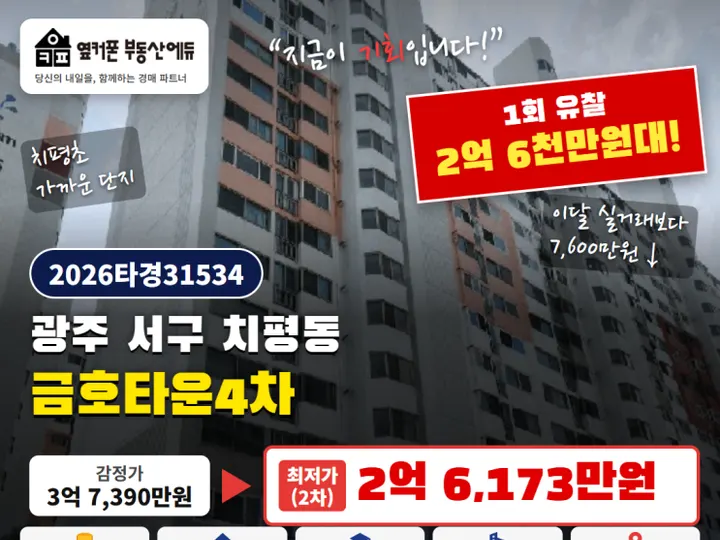 옆커폰 부동산에듀
당신의 내일을, 함께하는 경매 파트너
“지금이 기회입니다!”
1회 유찰
2억 6천만원대!
치평초
가까운 단지
이달 실거래보다
7,600만원 ↓
2026타경31534
광주 서구 치평동
금호타운4차
감정가
3억 7,390만원
최저가
(2차)
2억 6,173만원